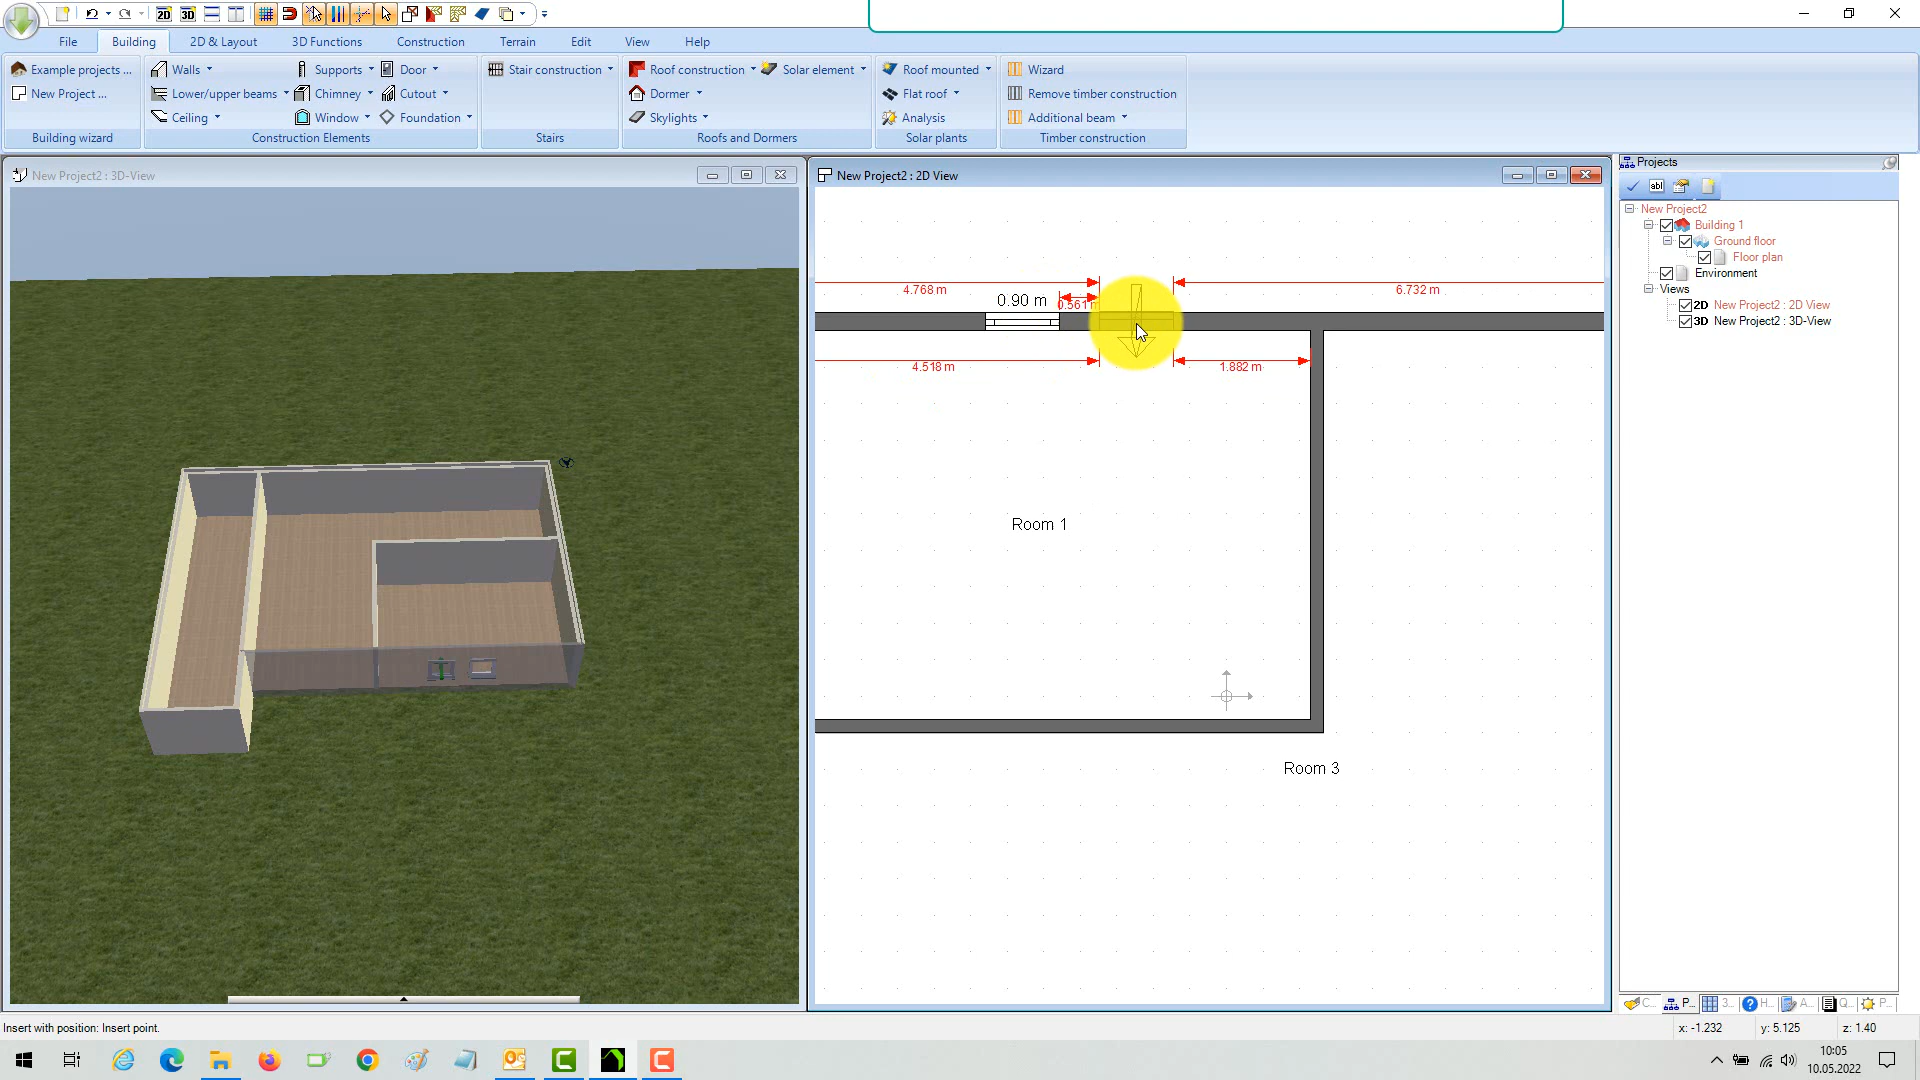 2D 3D
File Building 2D & Layout 3D Functions Construction Terrain Edit View Help
Example projects ... Walls Supports Door Stair construction Roof construction Solar element Roof mounted Wizard
New Project ... Lower/upper beams Chimney Cutout Dormer Flat roof Remove timber construction
Ceiling Window Foundation Skylights Analysis Additional beam
Building wizard Construction Elements Stairs Roofs and Dormers Solar plants Timber construction
New Project2 : 3D-View
New Project2 : 2D View
4.768 m
0.90 m
0.561 m
6.732 m
4.518 m
1.882 m
Room 1
Room 3
Projects
abl
New Project2
Building 1
Ground floor
Floor plan
Environment
Views
2D New Project2 : 2D View
3D New Project2 : 3D-View
C... P... 3... H... A... Q... P...
Insert with position: Insert point.
x: -1.232 y: 5.125 z: 1.40
10:05
10.05.2022